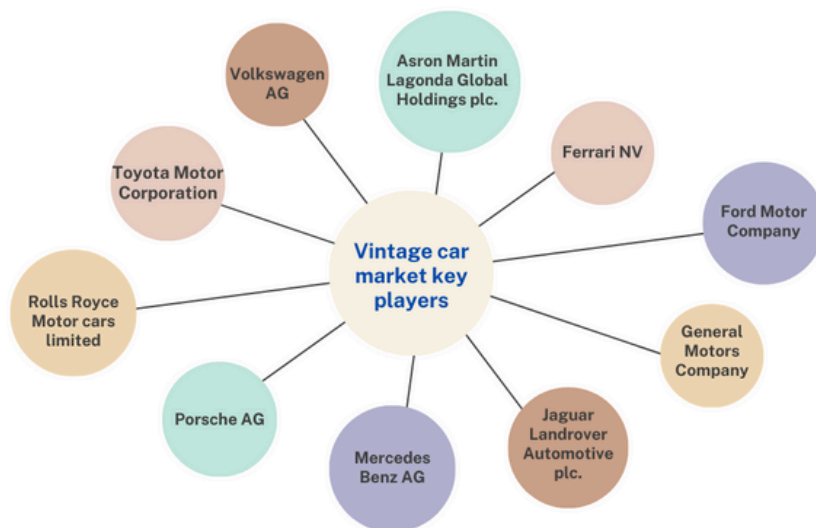 Vintage car
market key
players
Asron Martin
Lagonda Global
Holdings plc.
Ferrari NV
Ford Motor
Company
General
Motors
Company
Jaguar
Landrover
Automotive
plc.
Mercedes
Benz AG
Porsche AG
Rolls Royce
Motor cars
limited
Toyota Motor
Corporation
Volkswagen
AG